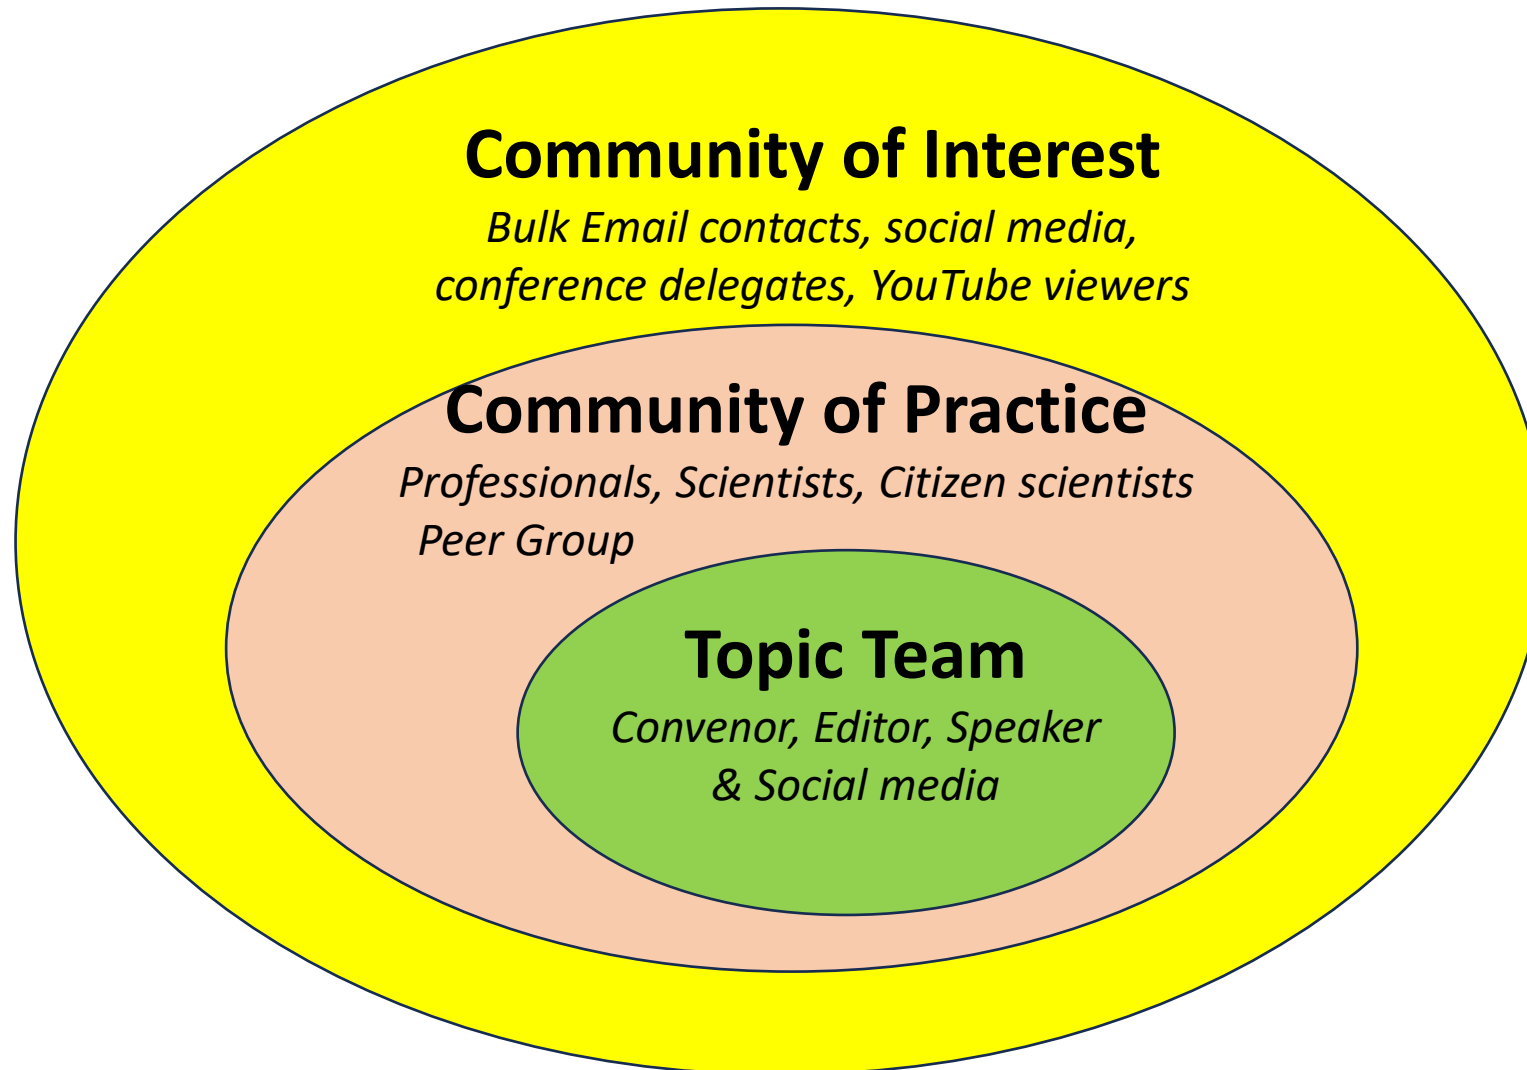 Community of Interest
Bulk Email contacts, social media,
conference delegates, YouTube viewers
Community of Practice
Professionals, Scientists, Citizen scientists
Peer Group
Topic Team
Convenor, Editor, Speaker
& Social media